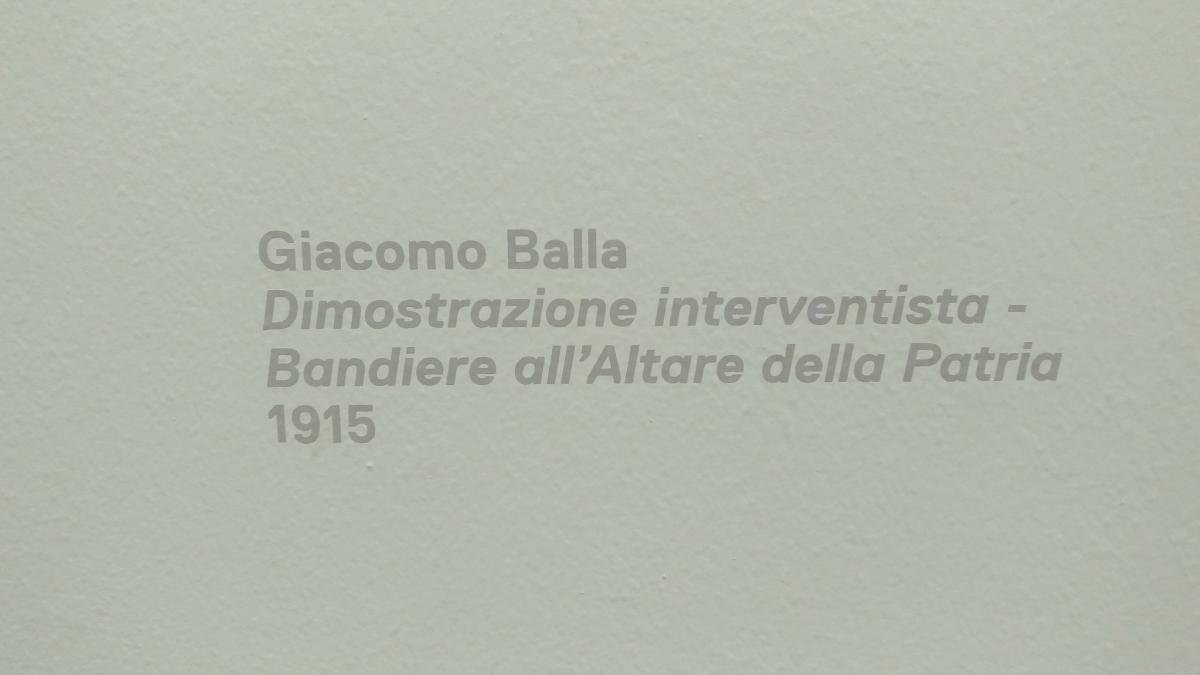 Giacomo Balla
Dimostrazione interventista -
Bandiere all’Altare della Patria
1915